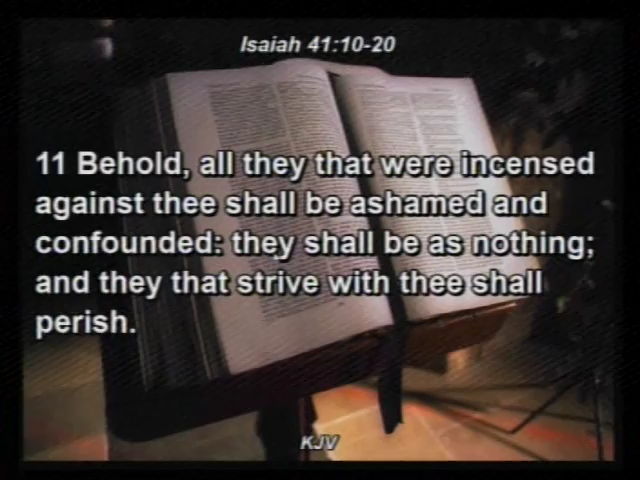 Isaiah 41:10-20
11 Behold, all they that were incensed
against thee shall be ashamed and
confounded: they shall be as nothing;
and they that strive with thee shall
perish.
KJV